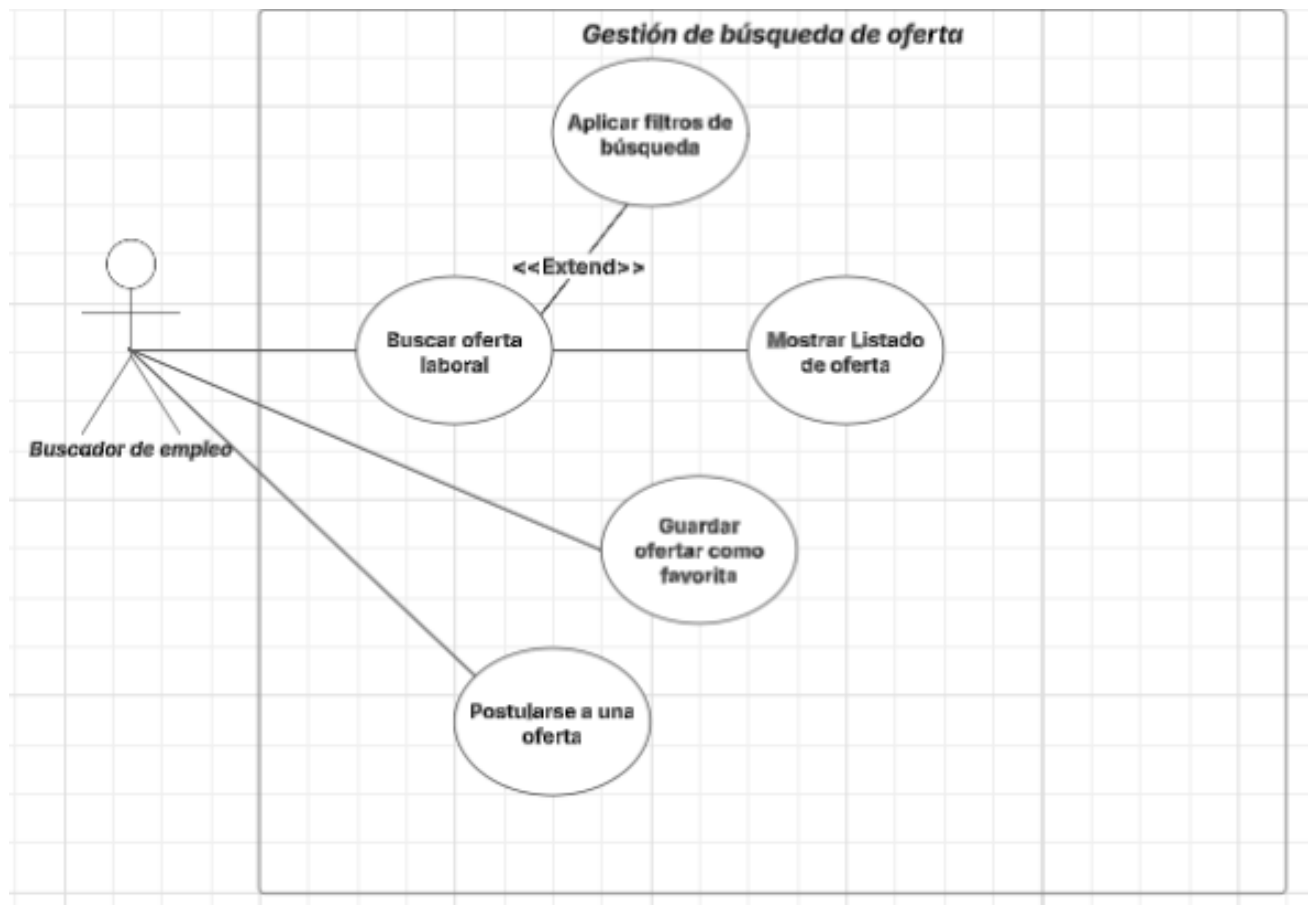 Gestión de búsqueda de oferta
Aplicar filtros de
búsqueda
<<Extend>>
Buscar oferta
laboral
Mostrar Listado
de oferta
Buscador de empleo
Guardar
ofertar como
favorita
Postularse a una
oferta